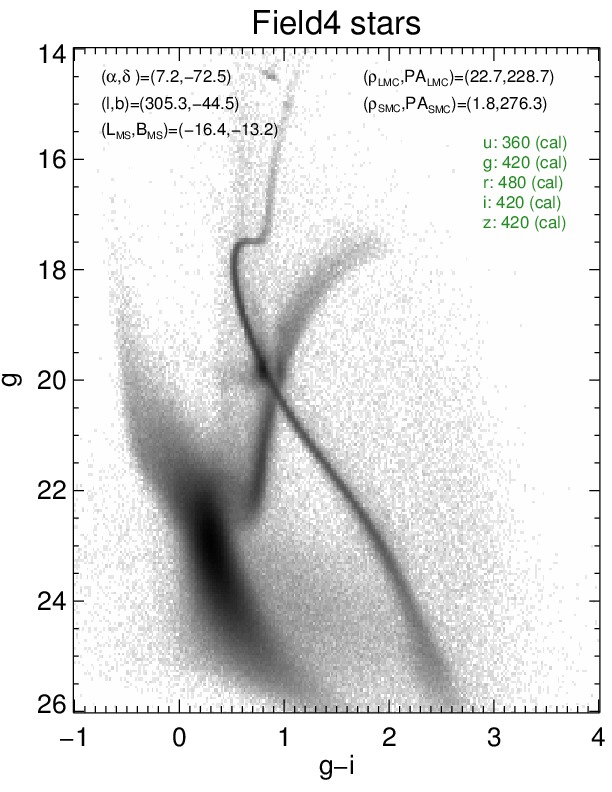 Field4 stars
(α,δ )=(7.2,−72.5)
(l,b)=(305.3,−44.5)
(LMS,BMS)=(−16.4,−13.2)
(ρLMC,PALMC)=(22.7,228.7)
(ρSMC,PASMC)=(1.8,276.3)
u: 360 (cal)
g: 420 (cal)
r: 480 (cal)
i: 420 (cal)
z: 420 (cal)
14
16
18
20
22
24
26
g
−1 0 1 2 3 4
g−i